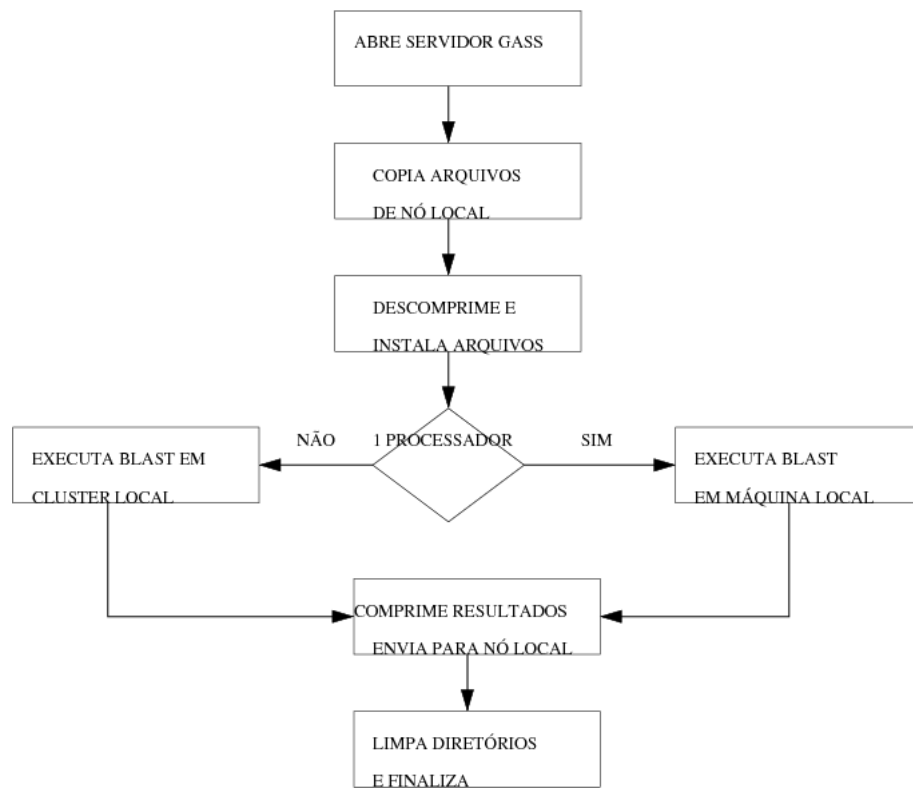 ABRE SERVIDOR GASS
COPIA ARQUIVOS
DE NÓ LOCAL
DESCOMPRIME E
INSTALA ARQUIVOS
NÃO
1 PROCESSADOR
SIM
EXECUTA BLAST EM
CLUSTER LOCAL
EXECUTA BLAST
EM MÁQUINA LOCAL
COMPRIME RESULTADOS
ENVIA PARA NÓ LOCAL
LIMPA DIRETÓRIOS
E FINALIZA